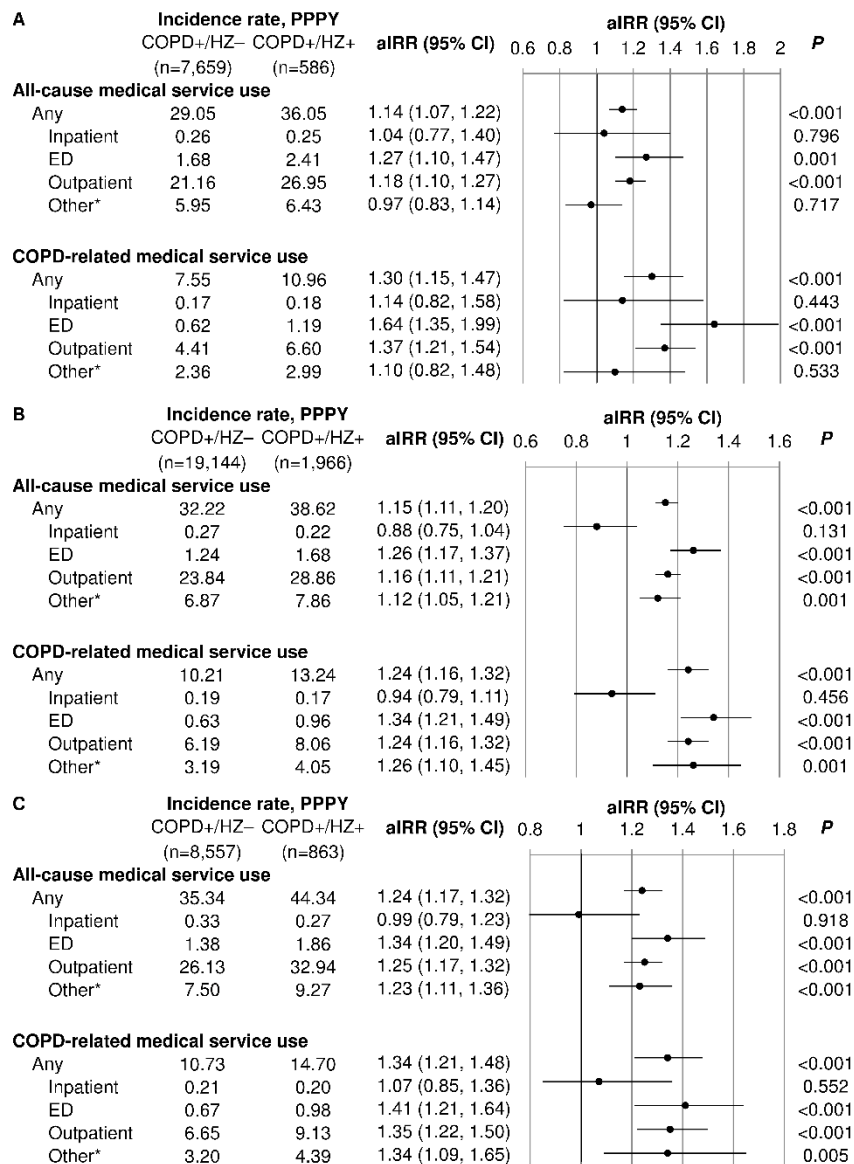 A Incidence rate, PPPY aIRR (95% CI)
COPD+/HZ− COPD+/HZ+ aIRR (95% CI) 0.6 0.8 1 1.2 1.4 1.6 1.8 2 P
(n=7,659) (n=586)
All-cause medical service use
Any 29.05 36.05 1.14 (1.07, 1.22) <0.001
Inpatient 0.26 0.25 1.04 (0.77, 1.40) 0.796
ED 1.68 2.41 1.27 (1.10, 1.47) 0.001
Outpatient 21.16 26.95 1.18 (1.10, 1.27) <0.001
Other* 5.95 6.43 0.97 (0.83, 1.14) 0.717
COPD-related medical service use
Any 7.55 10.96 1.30 (1.15, 1.47) <0.001
Inpatient 0.17 0.18 1.14 (0.82, 1.58) 0.443
ED 0.62 1.19 1.64 (1.35, 1.99) <0.001
Outpatient 4.41 6.60 1.37 (1.21, 1.54) <0.001
Other* 2.36 2.99 1.10 (0.82, 1.48) 0.533
B Incidence rate, PPPY aIRR (95% CI)
COPD+/HZ− COPD+/HZ+ aIRR (95% CI) 0.6 0.8 1 1.2 1.4 1.6 P
(n=19,144) (n=1,966)
All-cause medical service use
Any 32.22 38.62 1.15 (1.11, 1.20) <0.001
Inpatient 0.27 0.22 0.88 (0.75, 1.04) 0.131
ED 1.24 1.68 1.26 (1.17, 1.37) <0.001
Outpatient 23.84 28.86 1.16 (1.11, 1.21) <0.001
Other* 6.87 7.86 1.12 (1.05, 1.21) 0.001
COPD-related medical service use
Any 10.21 13.24 1.24 (1.16, 1.32) <0.001
Inpatient 0.19 0.17 0.94 (0.79, 1.11) 0.456
ED 0.63 0.96 1.34 (1.21, 1.49) <0.001
Outpatient 6.19 8.06 1.24 (1.16, 1.32) <0.001
Other* 3.19 4.05 1.26 (1.10, 1.45) 0.001
C Incidence rate, PPPY aIRR (95% CI)
COPD+/HZ− COPD+/HZ+ aIRR (95% CI) 0.8 1 1.2 1.4 1.6 1.8 P
(n=8,557) (n=863)
All-cause medical service use
Any 35.34 44.34 1.24 (1.17, 1.32) <0.001
Inpatient 0.33 0.27 0.99 (0.79, 1.23) 0.918
ED 1.38 1.86 1.34 (1.20, 1.49) <0.001
Outpatient 26.13 32.94 1.25 (1.17, 1.32) <0.001
Other* 7.50 9.27 1.23 (1.11, 1.36) <0.001
COPD-related medical service use
Any 10.73 14.70 1.34 (1.21, 1.48) <0.001
Inpatient 0.21 0.20 1.07 (0.85, 1.36) 0.552
ED 0.67 0.98 1.41 (1.21, 1.64) <0.001
Outpatient 6.65 9.13 1.35 (1.22, 1.50) <0.001
Other* 3.20 4.39 1.34 (1.09, 1.65) 0.005